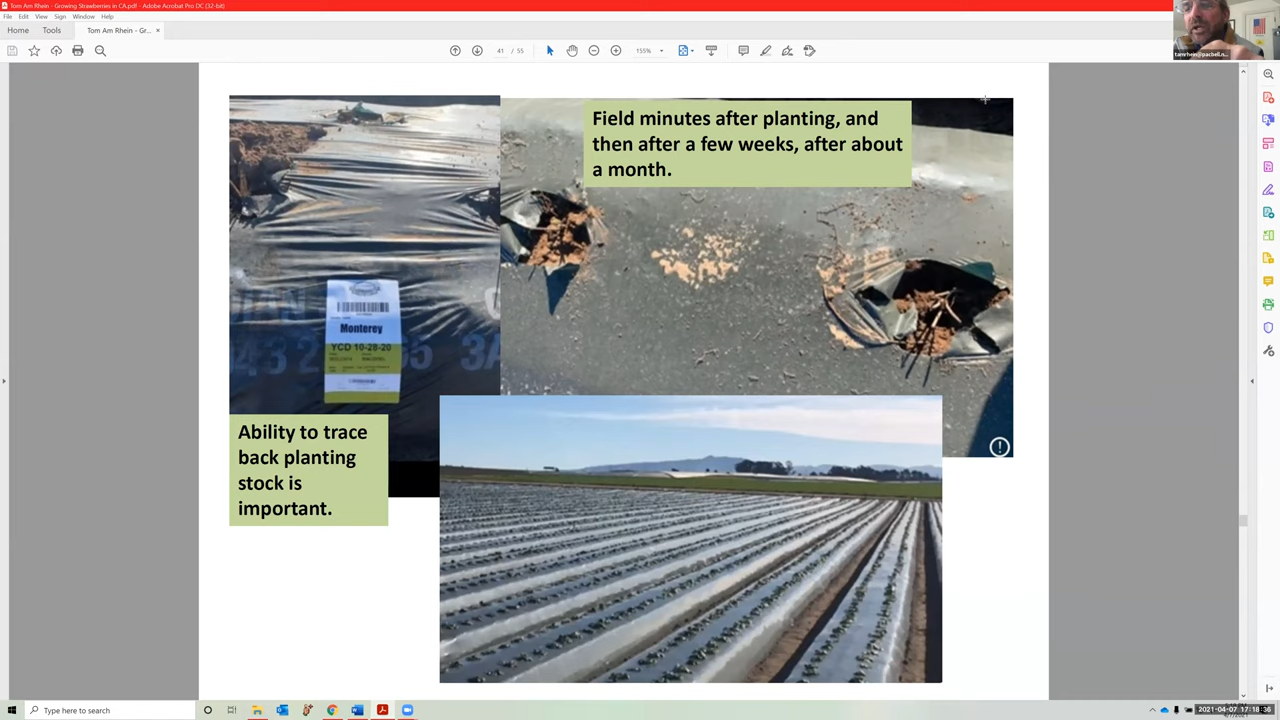 Tom Am Rhein - Growing Strawberries in CA.pdf - Adobe Acrobat Pro DC (32-bit)
File Edit View Sign Window Help
Home Tools Tom Am Rhein - Gr... ×
41 / 55 155%
tamrhein@pacbell.n...
Field minutes after planting, and
then after a few weeks, after about
a month.
Monterey
YCD 10-28-20
Ability to trace
back planting
stock is
important.
Type here to search
2021-04-07 17:18:36